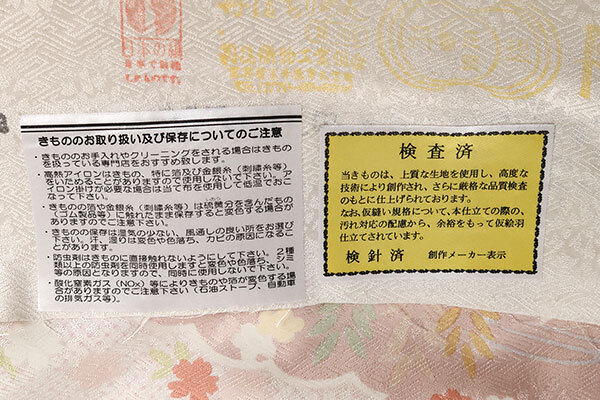 日本の絹
きものの お取り扱い及び保存についてのご注意
・きもののお手入れやクリーニングをされる場合はきもの
を扱っている専門店をおすすめ致します。
・高熱アイロンはきもの、特に箔及び金銀糸（刺繍糸等）
をいためることがありますので使用しないで下さい。ア
イロン掛けが必要な場合は当て布を使用して低温でおこ
なって下さい。
・きものの箔や金銀糸（刺繍糸等）は硫黄分を含んだもの
（ゴム製品等）に触れたまま保存すると変色する場合が
ありますのでご注意下さい。
・きものの保存は湿気の少ない、風通しの良い所をお選び
下さい。汗、湿りは変色や色落ち、カビの原因になるこ
とがあります。
・防虫剤はきものに直接触れないようにして下さい。2種
類以上の防虫剤を同時使用しますと変色や色落ち、シミ
等の原因となりますので、同時に使用しないで下さい。
・酸化窒素ガス（NOx）等によりきものや箔が変色する場
合がありますのでご注意下さい（石油ストーブ、自動車
の排気ガス等）。
検査済
当きものは、上質な生地を使用し、高度な
技術により創作され、さらに厳格な品質検査
のもとに仕上げられております。
なお、仮縫い規格について、本仕立ての際の、
汚れ対応の配慮から、余裕をもって仮絵羽
仕立てされています。
検針済 創作メーカー表示